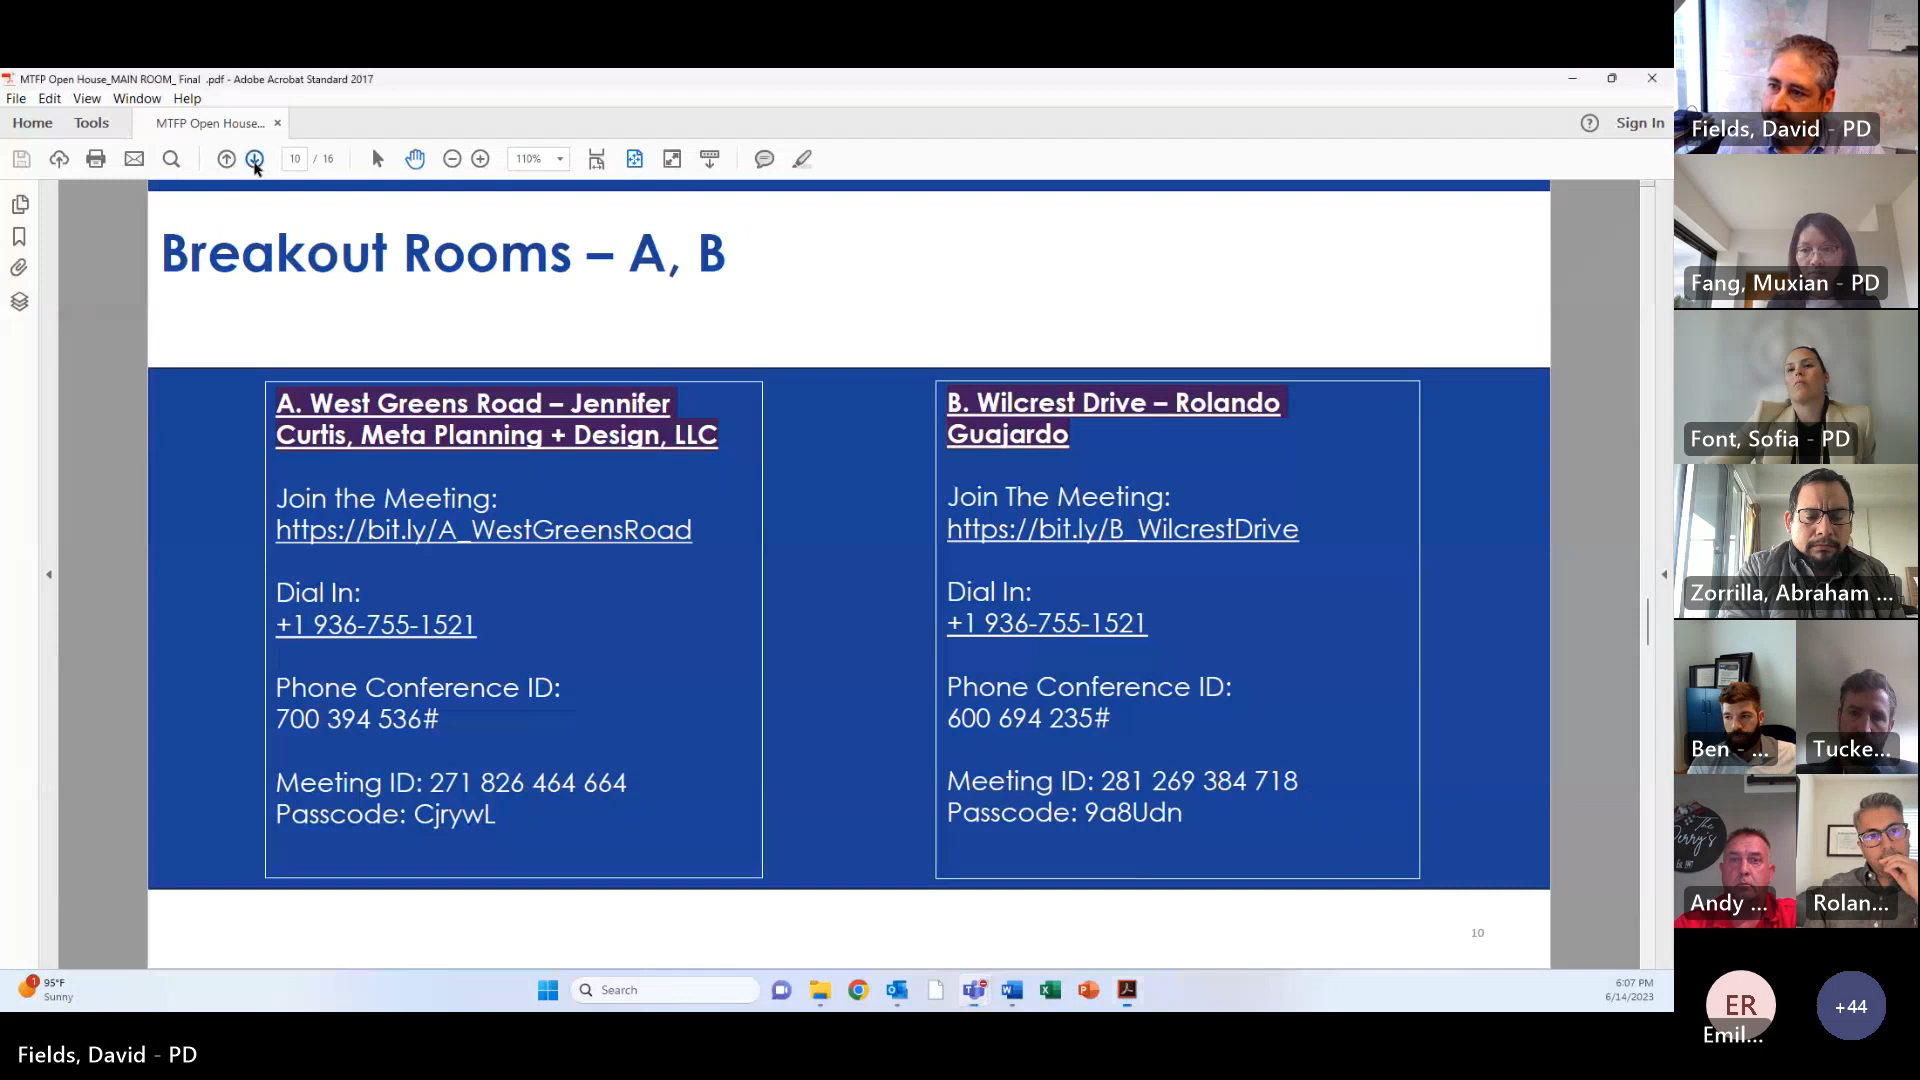 MTFP Open House_MAIN ROOM_ Final .pdf - Adobe Acrobat Standard 2017
File Edit View Window Help
Home Tools MTFP Open House... × Sign In
10 / 16 110%
Breakout Rooms – A, B
A. West Greens Road – Jennifer
Curtis, Meta Planning + Design, LLC
Join the Meeting:
https://bit.ly/A_WestGreensRoad
Dial In:
+1 936-755-1521
Phone Conference ID:
700 394 536#
Meeting ID: 271 826 464 664
Passcode: CjrywL
B. Wilcrest Drive – Rolando
Guajardo
Join The Meeting:
https://bit.ly/B_WilcrestDrive
Dial In:
+1 936-755-1521
Phone Conference ID:
600 694 235#
Meeting ID: 281 269 384 718
Passcode: 9a8Udn
10
1
95°F
Sunny
Search
6:07 PM
6/14/2023
Fields, David - PD
Fields, David - PD
Fang, Muxian - PD
Font, Sofia - PD
Zorrilla, Abraham ...
Ben - ...
Tucke...
The
Perry's
Andy ...
Rolan...
ER
Emil...
+44